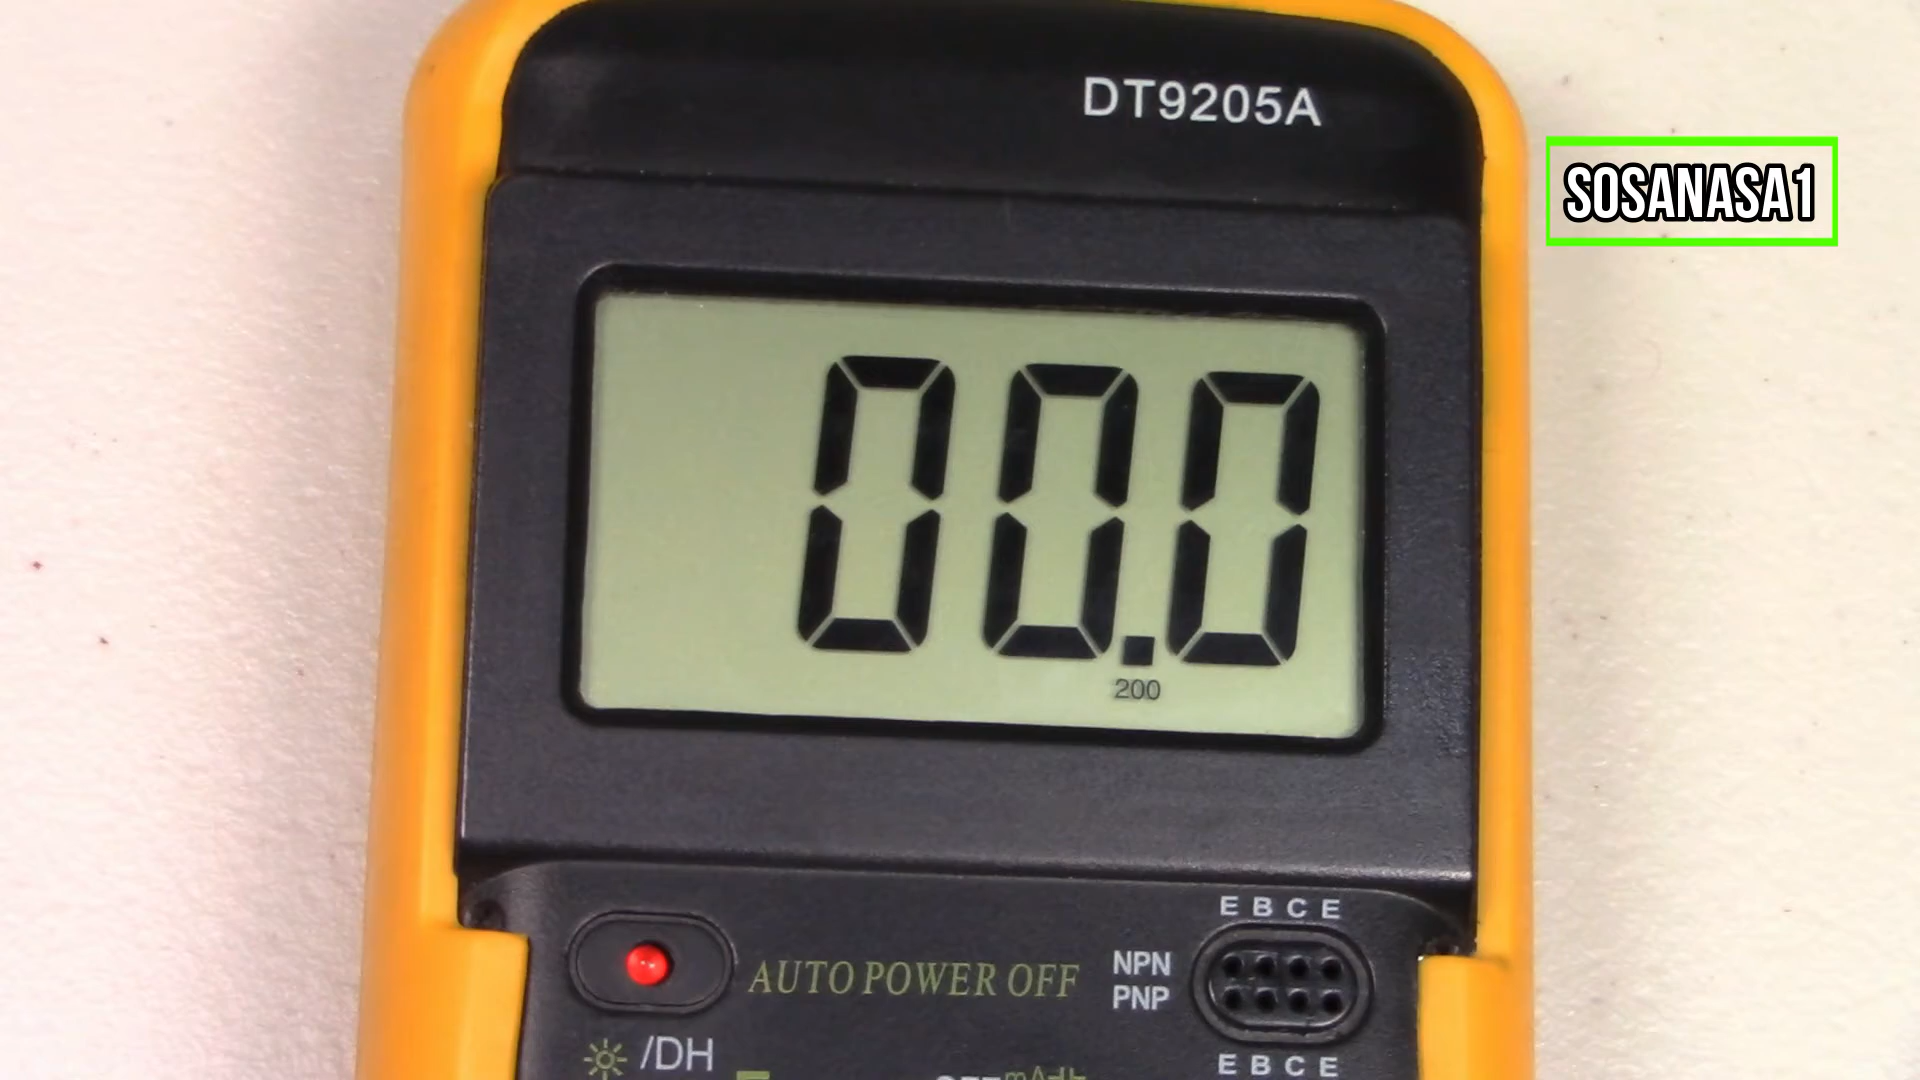 DT9205A
SOSANASA1
00.0
200
E B C E
NPN
PNP
AUTO POWER OFF
/DH
E B C E